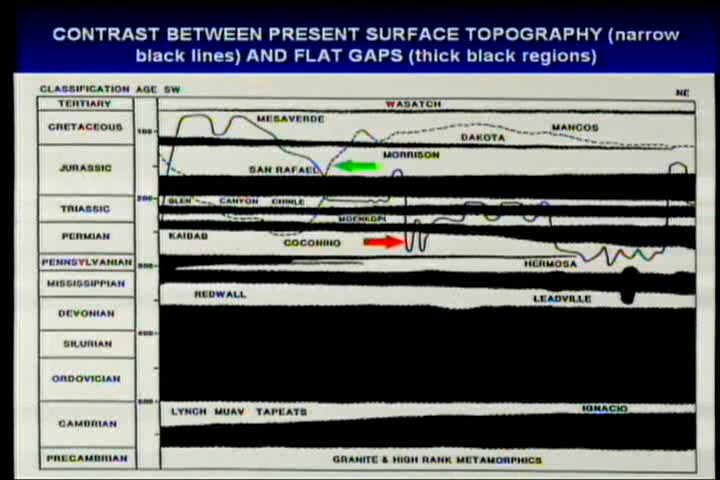 CONTRAST BETWEEN PRESENT SURFACE TOPOGRAPHY (narrow
black lines) AND FLAT GAPS (thick black regions)
CLASSIFICATION AGE SW
NE
TERTIARY
WASATCH
CRETACEOUS
100
MESAVERDE
DAKOTA
MANCOS
JURASSIC
SAN RAFAEL
MORRISON
200
TRIASSIC
GLEN CANYON CHINLE
MOENKOPI
PERMIAN
KAIBAB
COCONINO
PENNSYLVANIAN
300
HERMOSA
MISSISSIPPIAN
REDWALL
LEADVILLE
DEVONIAN
400
SILURIAN
ORDOVICIAN
500
CAMBRIAN
LYNCH MUAV TAPEATS
IGNACIO
PRECAMBRIAN
GRANITE & HIGH RANK METAMORPHICS